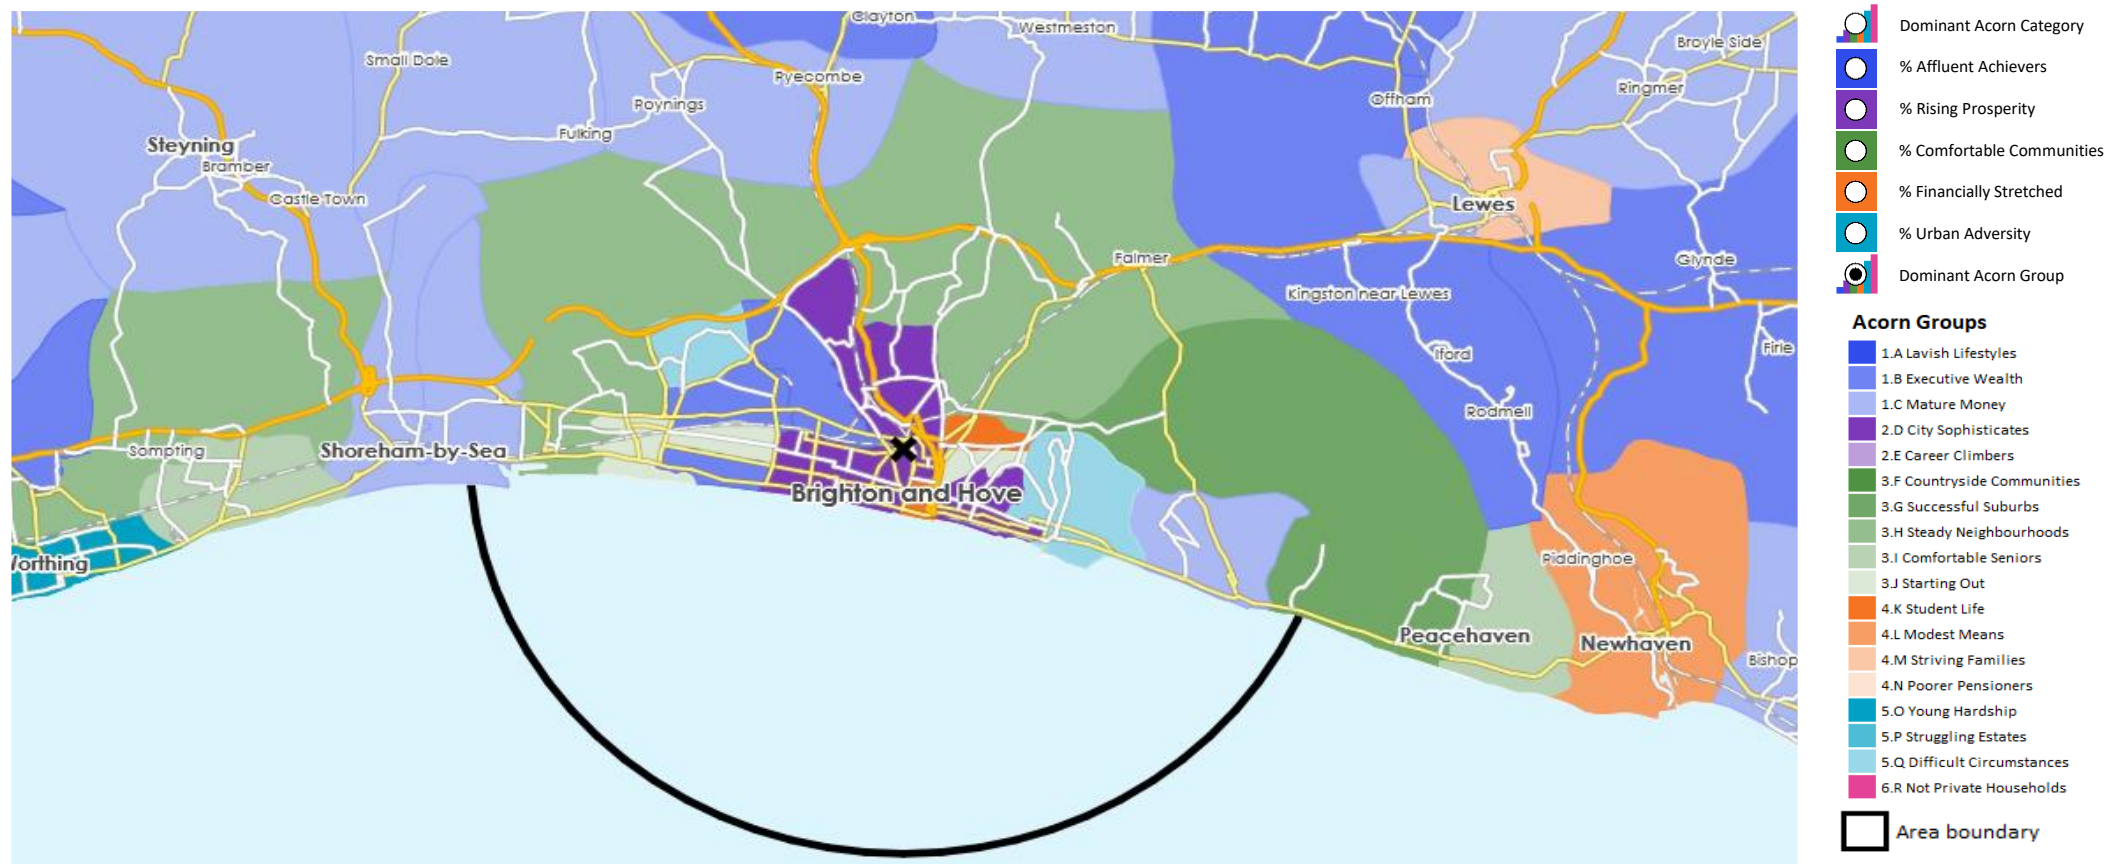 Clayton
Westmeston
Broyle Side
Small Dole
Pyecombe
Ringmer
Poynings
Offham
Fulking
Steyning
Bramber
Castle Town
Lewes
Falmer
Glynde
Kingston near Lewes
Iford
Firle
Rodmell
Sompting
Shoreham-by-Sea
Brighton and Hove
Worthing
Piddinghoe
Peacehaven
Newhaven
Bishop
Dominant Acorn Category
% Affluent Achievers
% Rising Prosperity
% Comfortable Communities
% Financially Stretched
% Urban Adversity
Dominant Acorn Group
Acorn Groups
1.A Lavish Lifestyles
1.B Executive Wealth
1.C Mature Money
2.D City Sophisticates
2.E Career Climbers
3.F Countryside Communities
3.G Successful Suburbs
3.H Steady Neighbourhoods
3.I Comfortable Seniors
3.J Starting Out
4.K Student Life
4.L Modest Means
4.M Striving Families
4.N Poorer Pensioners
5.O Young Hardship
5.P Struggling Estates
5.Q Difficult Circumstances
6.R Not Private Households
Area boundary